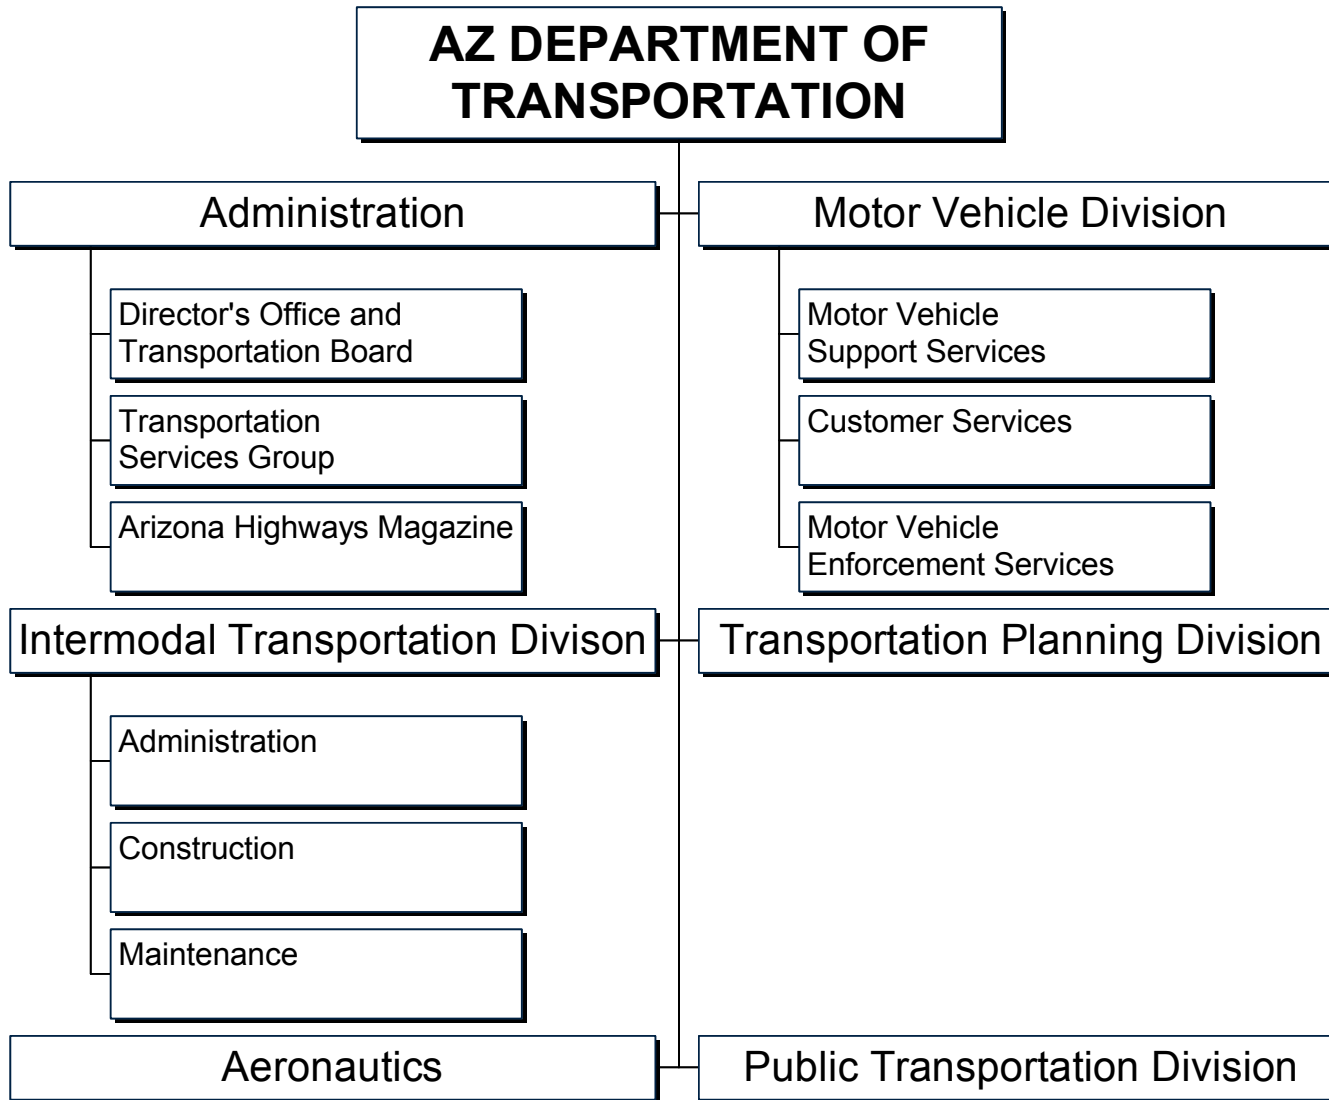 AZ DEPARTMENT OF
TRANSPORTATION
Administration
Director's Office and
Transportation Board
Transportation
Services Group
Arizona Highways Magazine
Motor Vehicle Division
Motor Vehicle
Support Services
Customer Services
Motor Vehicle
Enforcement Services
Intermodal Transportation Divison
Administration
Construction
Maintenance
Transportation Planning Division
Aeronautics
Public Transportation Division